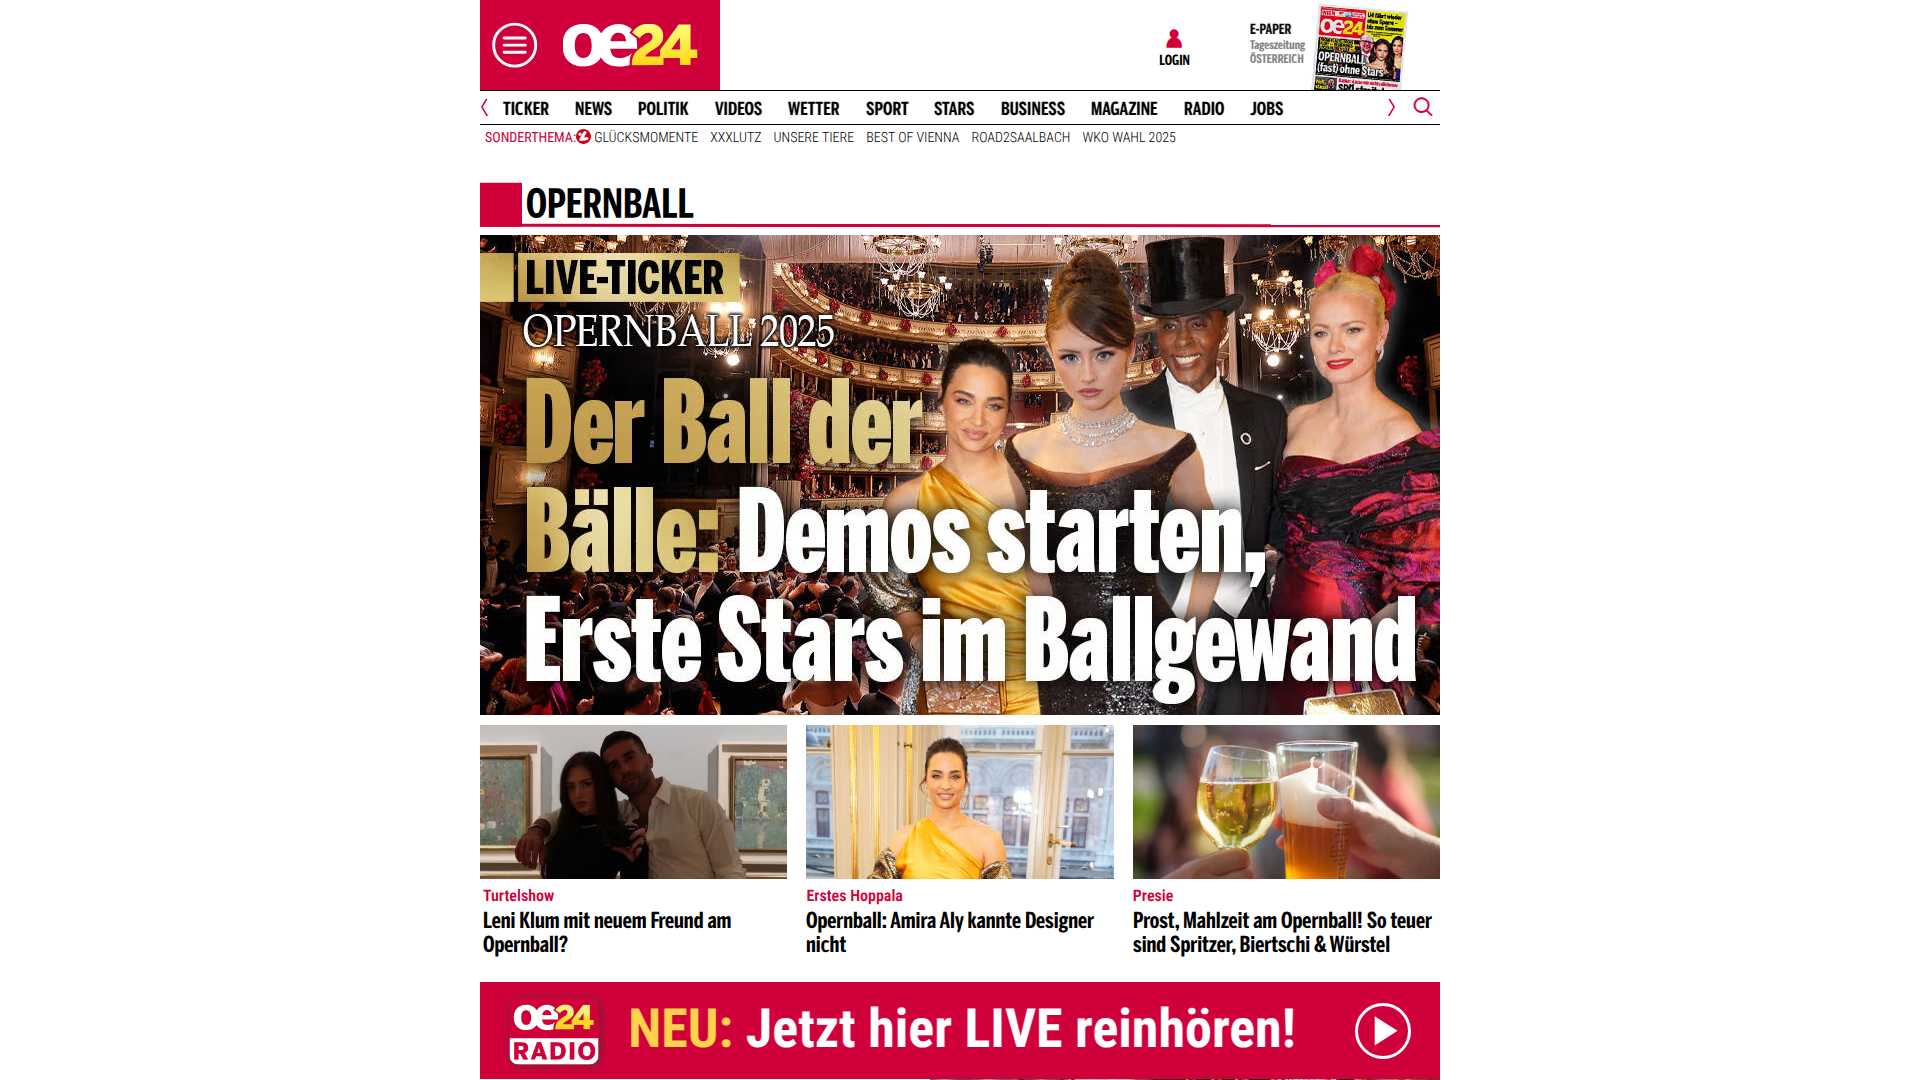 oe24
LOGIN
E-PAPER
Tageszeitung
ÖSTERREICH
oe24
OPERNBALL
(fast) ohne Stars
TICKER NEWS POLITIK VIDEOS WETTER SPORT STARS BUSINESS MAGAZINE RADIO JOBS
SONDERTHEMA: GLÜCKSMOMENTE XXXLUTZ UNSERE TIERE BEST OF VIENNA ROAD2SAALBACH WKO WAHL 2025
OPERNBALL
LIVE-TICKER
OPERNBALL 2025
Der Ball der
Bälle: Demos starten,
Erste Stars im Ballgewand
Turtelshow
Leni Klum mit neuem Freund am
Opernball?
Erstes Hoppala
Opernball: Amira Aly kannte Designer
nicht
Presie
Prost, Mahlzeit am Opernball! So teuer
sind Spritzer, Biertschi & Würstel
oe24
RADIO
NEU: Jetzt hier LIVE reinhören!